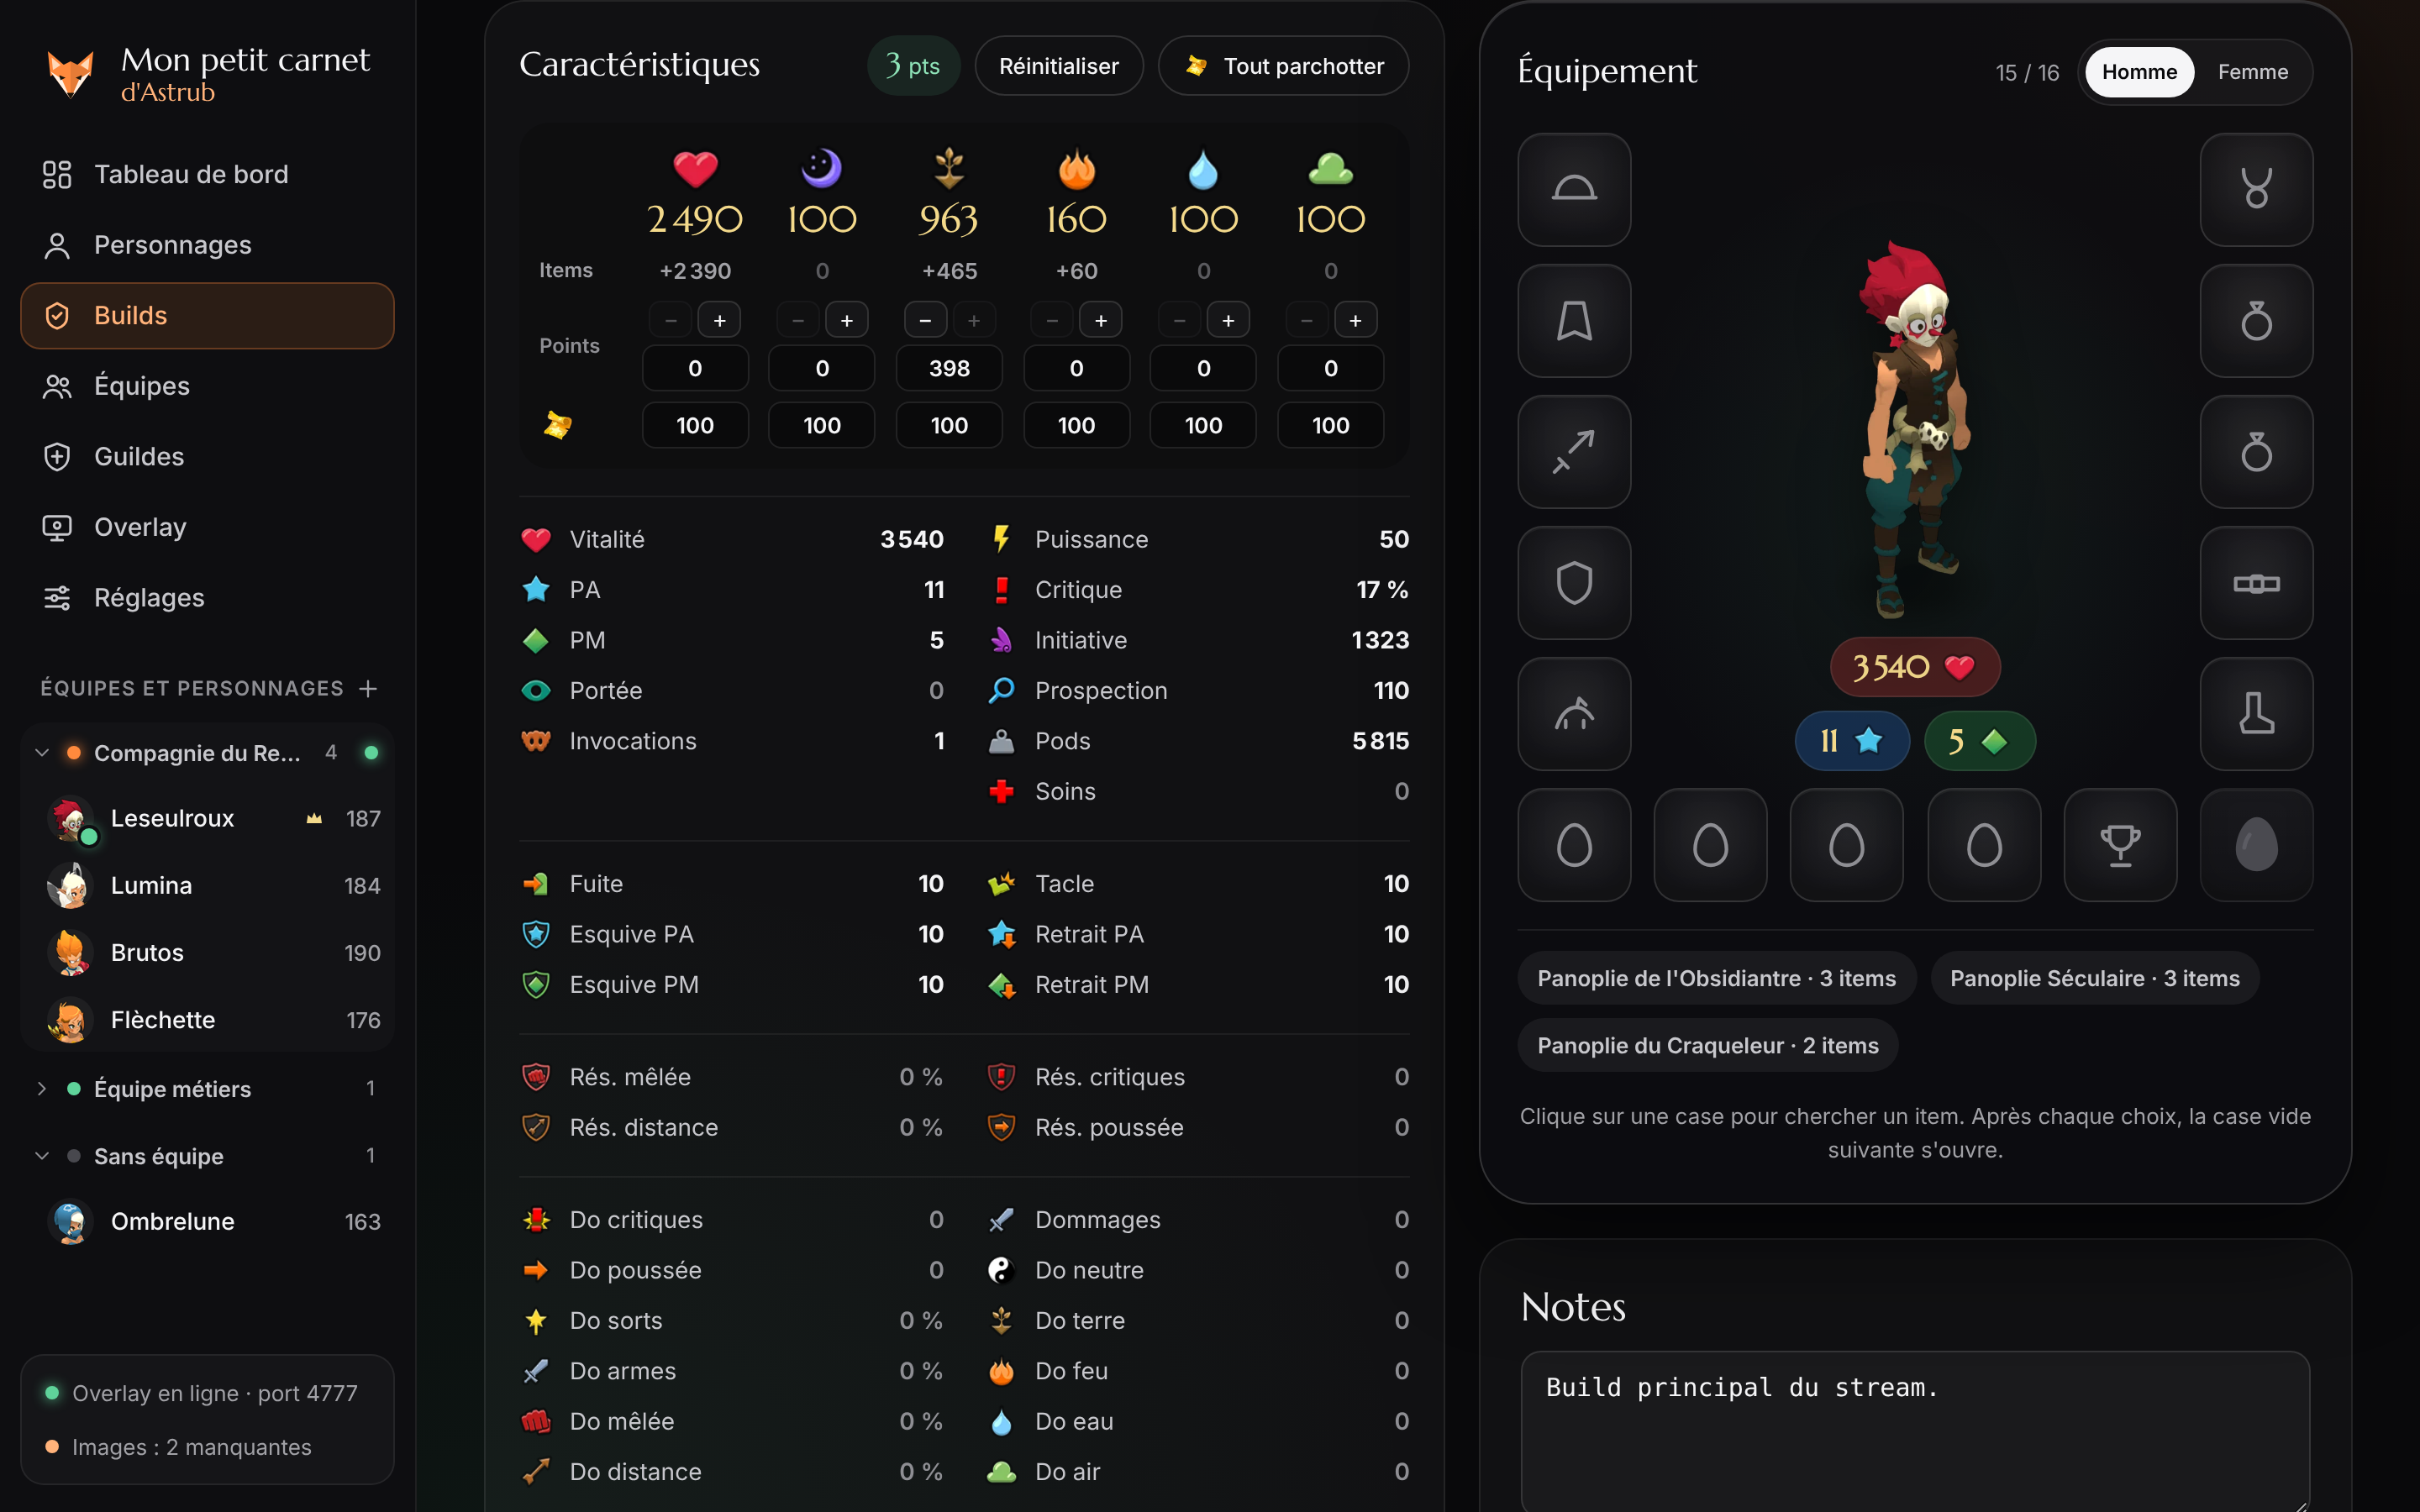 Mon petit carnet
d'Astrub
Tableau de bord
Personnages
Builds
Équipes
Guildes
Overlay
Réglages
ÉQUIPES ET PERSONNAGES +
Compagnie du Re... 4
Leseulroux 187
Lumina 184
Brutos 190
Flèchette 176
Équipe métiers 1
Sans équipe 1
Ombrelune 163
Overlay en ligne · port 4777
Images : 2 manquantes
Caractéristiques 3 pts Réinitialiser Tout parchotter
2 490 100 963 160 100 100
Items +2 390 0 +465 +60 0 0
− + − + − + − + − + − +
Points
0 0 398 0 0 0
100 100 100 100 100 100
Vitalité 3 540 Puissance 50
PA 11 Critique 17 %
PM 5 Initiative 1 323
Portée 0 Prospection 110
Invocations 1 Pods 5 815
Soins 0
Fuite 10 Tacle 10
Esquive PA 10 Retrait PA 10
Esquive PM 10 Retrait PM 10
Rés. mêlée 0 % Rés. critiques 0
Rés. distance 0 % Rés. poussée 0
Do critiques 0 Dommages 0
Do poussée 0 Do neutre 0
Do sorts 0 % Do terre 0
Do armes 0 % Do feu 0
Do mêlée 0 % Do eau 0
Do distance 0 % Do air 0
Équipement 15 / 16 Homme Femme
3 540
11 5
Panoplie de l'Obsidiantre · 3 items Panoplie Séculaire · 3 items
Panoplie du Craqueleur · 2 items
Clique sur une case pour chercher un item. Après chaque choix, la case vide
suivante s'ouvre.
Notes
Build principal du stream.